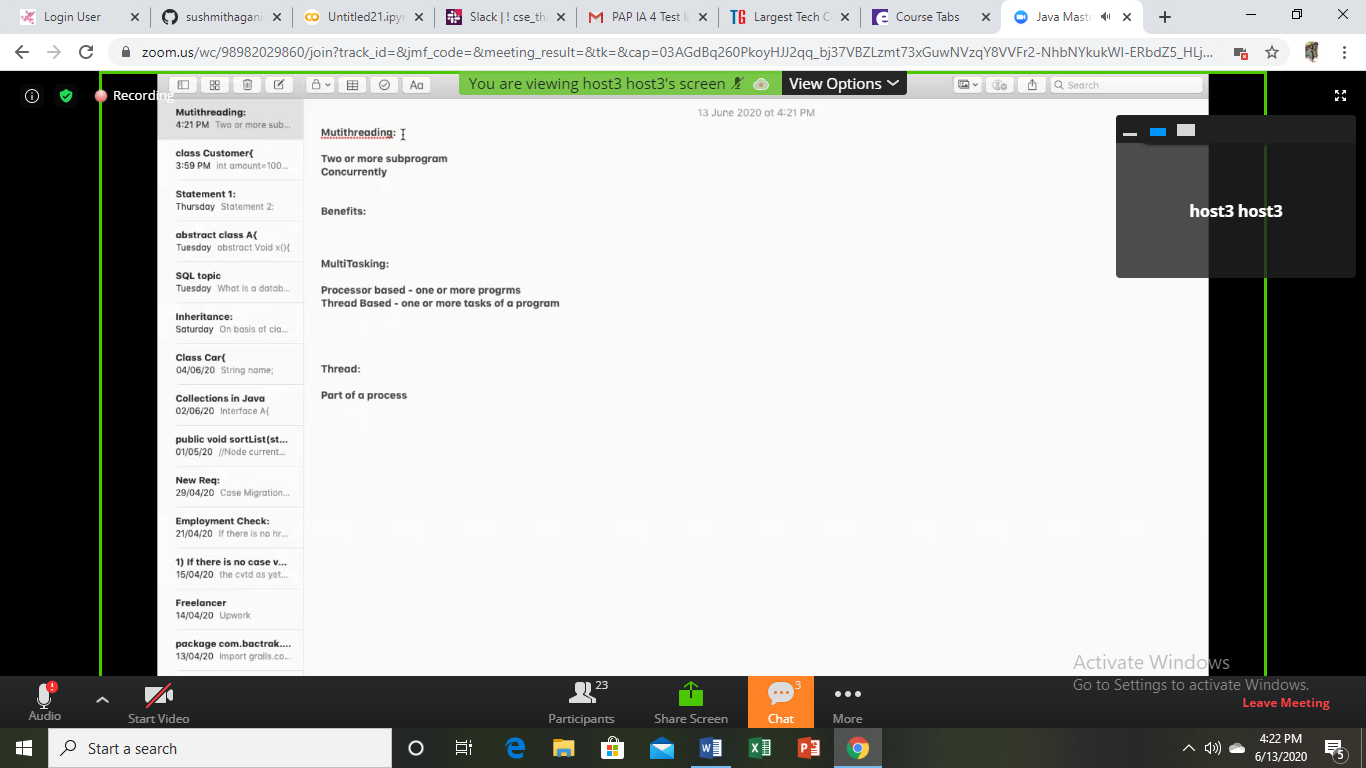 Login User
sushmithagani
Untitled21.ipyn
Slack | ! cse_th
PAP IA 4 Test li
Largest Tech C
Course Tabs
Java Mast
zoom.us/wc/98982029860/join?track_id=&jmf_code=&meeting_result=&tk=&cap=03AGdBq260PkoyHJJ2qq_bj37VBZLzmt73xGuwNVzqY8VVFr2-NhbNYkukWI-ERbdZ5_HLj...
Recording
Aa
You are viewing host3 host3's screen
View Options
Search
Mutithreading:
4:21 PM Two or more sub...
class Customer{
3:59 PM int amount=100...
Statement 1:
Thursday Statement 2:
abstract class A{
Tuesday abstract Void x(){
SQL topic
Tuesday What is a datab...
Inheritance:
Saturday On basis of cla...
Class Car{
04/06/20 String name;
Collections in Java
02/06/20 Interface A{
public void sortList(st...
01/05/20 //Node current...
New Req:
29/04/20 Case Migration...
Employment Check:
21/04/20 If there is no hr...
1) If there is no case v...
15/04/20 the cvtd as yet...
Freelancer
14/04/20 Upwork
package com.bactrak....
13/04/20 import grails.co...
13 June 2020 at 4:21 PM
Mutithreading:
Two or more subprogram
Concurrently
Benefits:
MultiTasking:
Processor based - one or more progrms
Thread Based - one or more tasks of a program
Thread:
Part of a process
host3 host3
Activate Windows
Go to Settings to activate Windows.
Audio
Start Video
23
Participants
Share Screen
3
Chat
More
Leave Meeting
Start a search
4:22 PM
6/13/2020
5